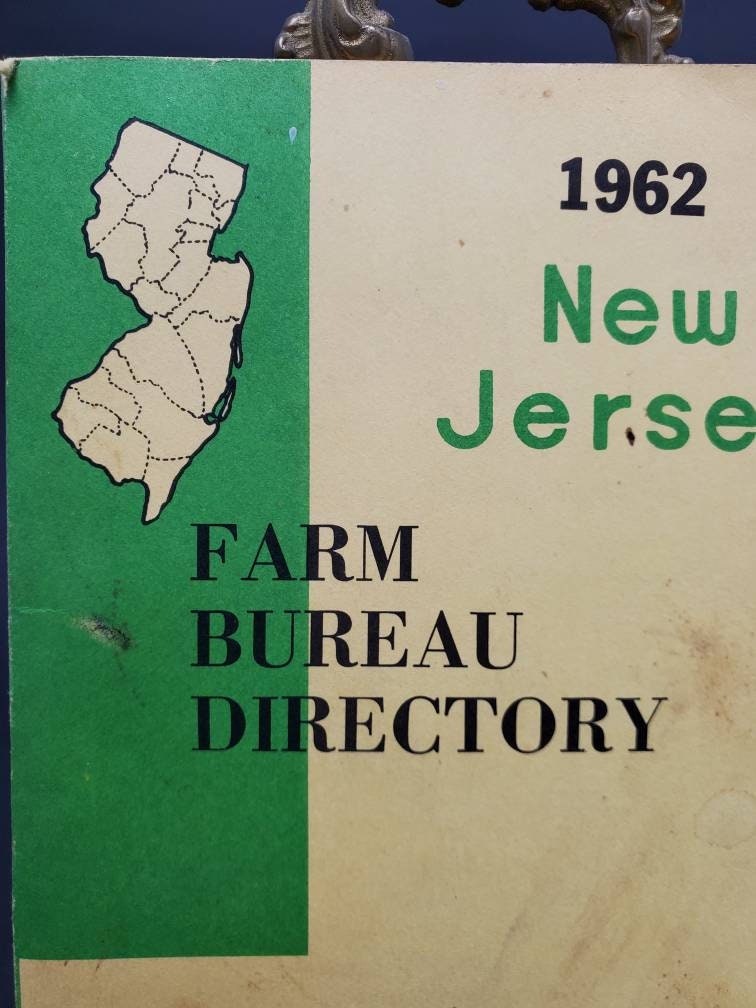 1962
New
Jerse
FARM
BUREAU
DIRECTORY